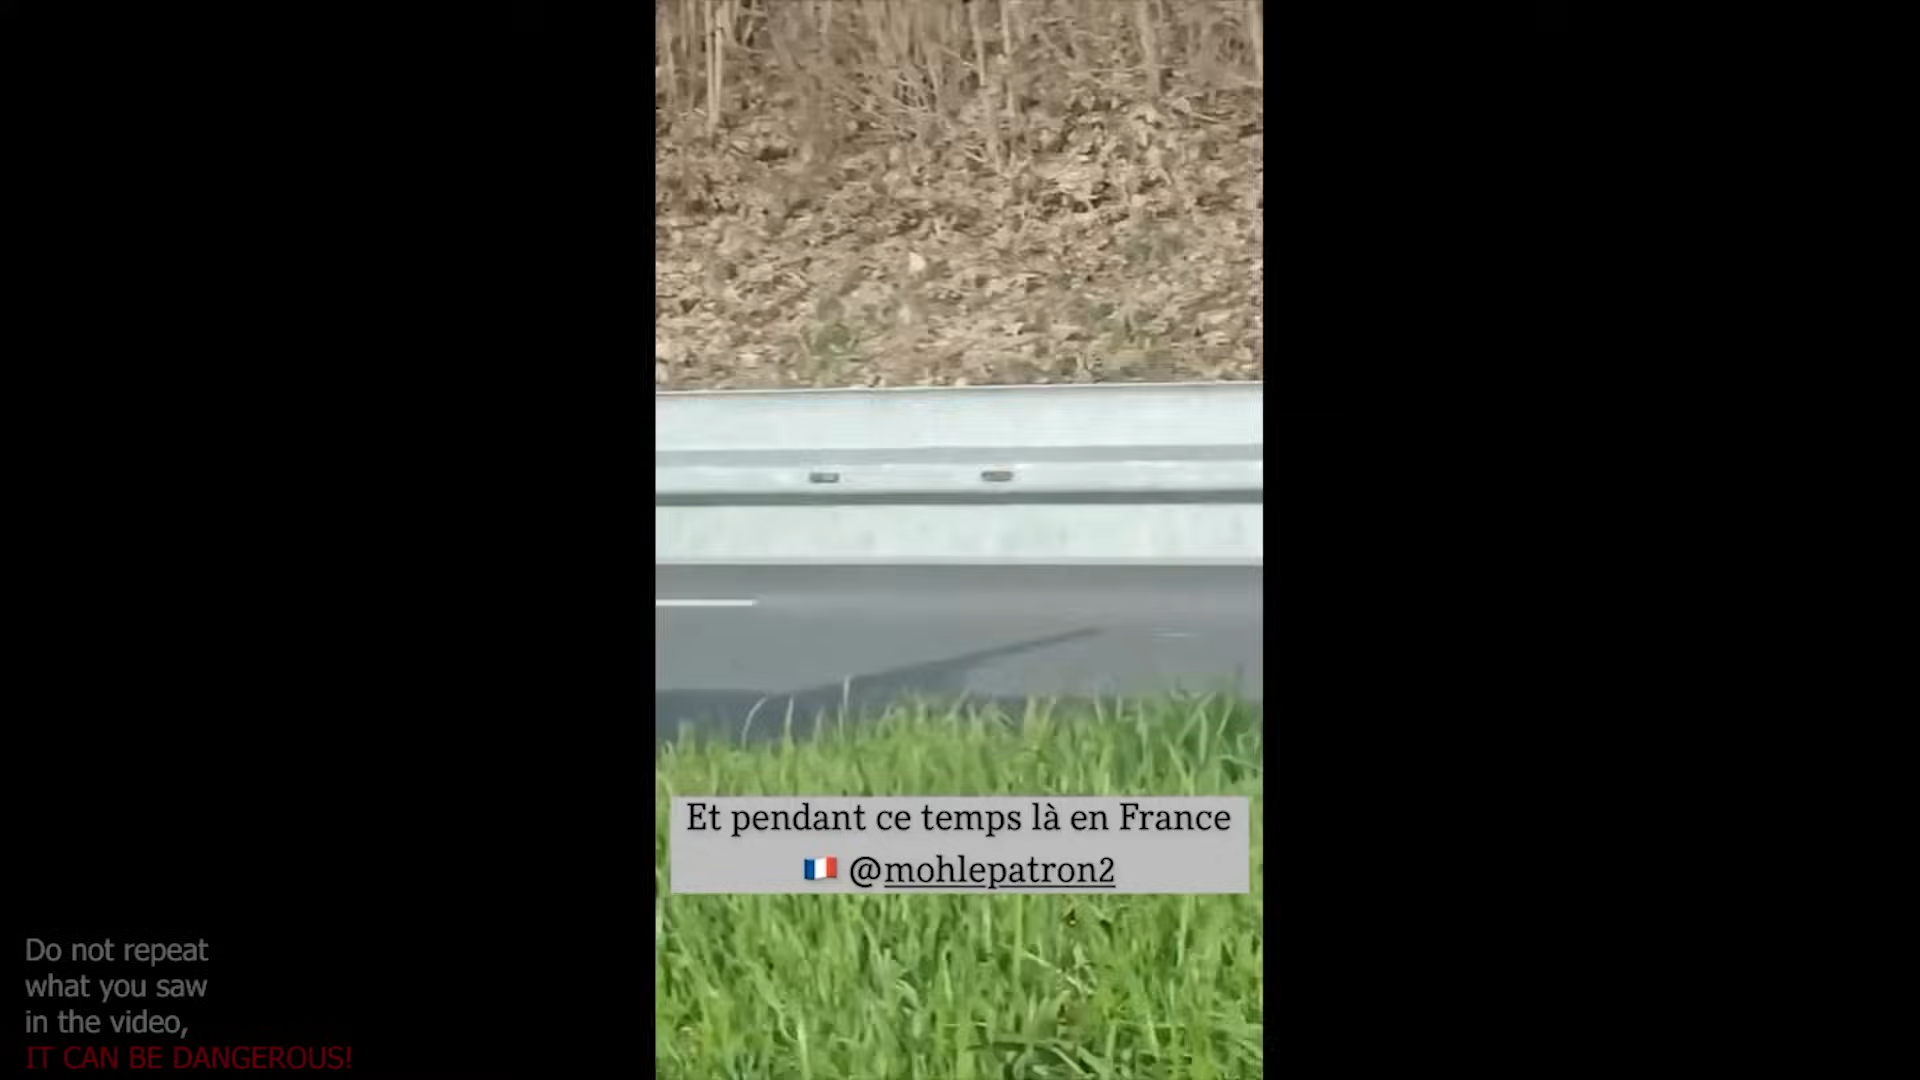 Et pendant ce temps là en France
🇫🇷 @mohlepatron2
Do not repeat
what you saw
in the video,
IT CAN BE DANGEROUS!